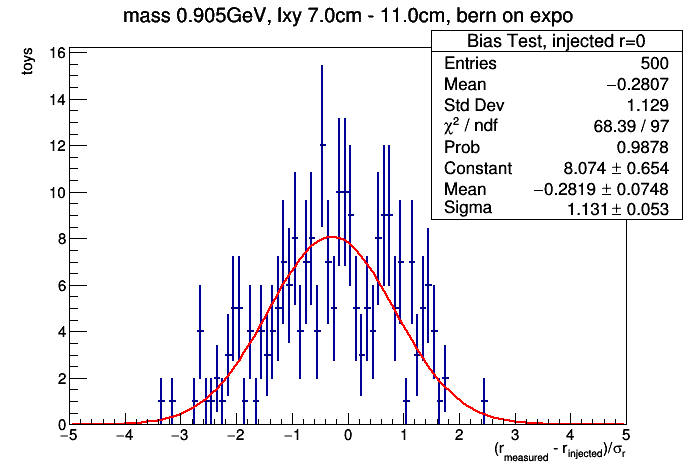 mass 0.905GeV, lxy 7.0cm - 11.0cm, bern on expo
Bias Test, injected r=0
Entries 500
Mean −0.2807
Std Dev 1.129
χ² / ndf 68.39 / 97
Prob 0.9878
Constant 8.074 ± 0.654
Mean −0.2819 ± 0.0748
Sigma 1.131 ± 0.053
toys
16
14
12
10
8
6
4
2
0
−5 −4 −3 −2 −1 0 1 2 3 4 5
(r_measured - r_injected)/σ_r